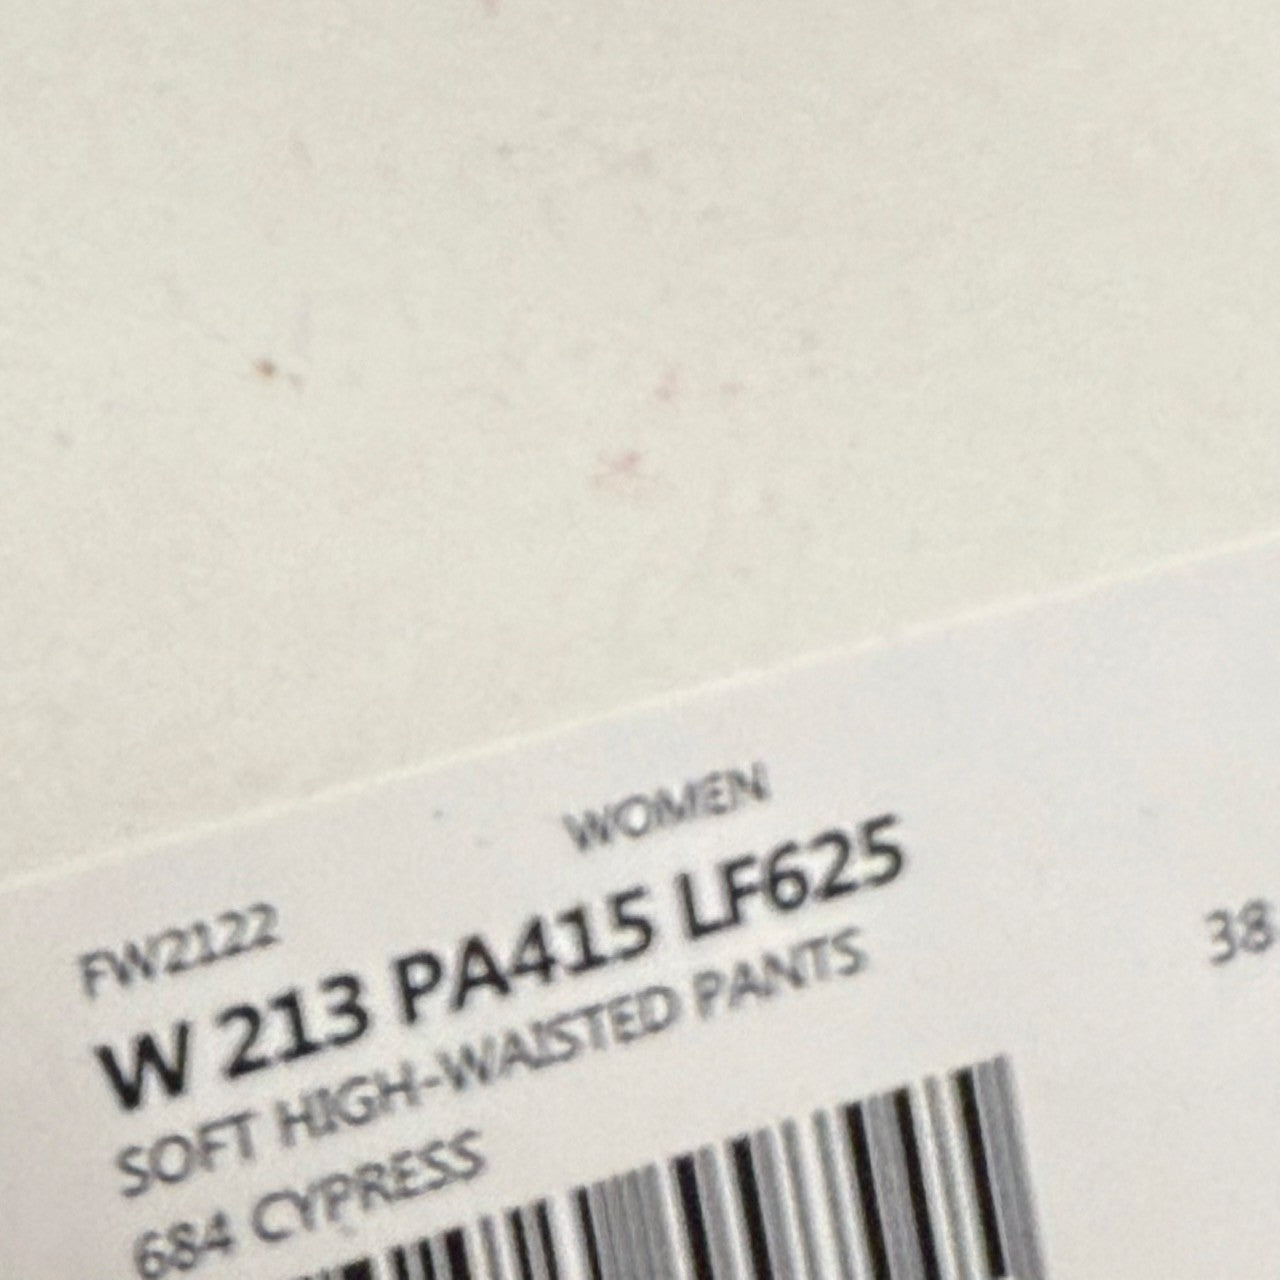 WOMEN
FW2122
W 213 PA415 LF625
38
SOFT HIGH-WAISTED PANTS
684 CYPRESS